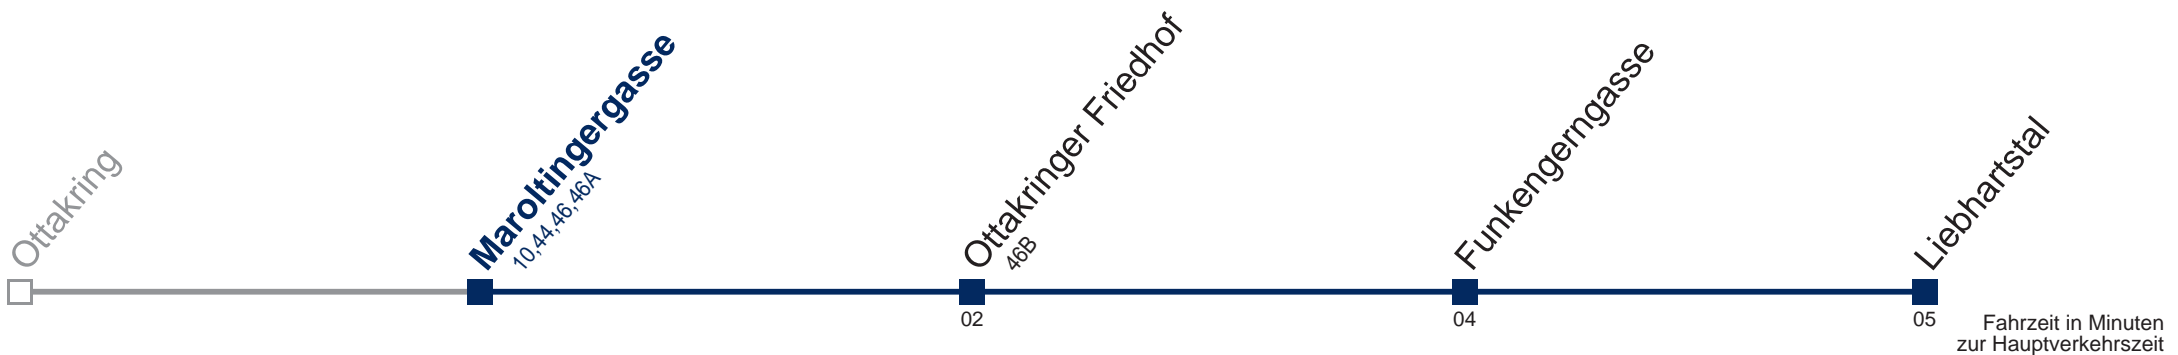 Ottakring
Maroltingergasse
10,44,46,46A
Ottakringer Friedhof
46B
Funkengerngasse
Liebhartstal
02
04
05
Fahrzeit in Minuten
zur Hauptverkehrszeit